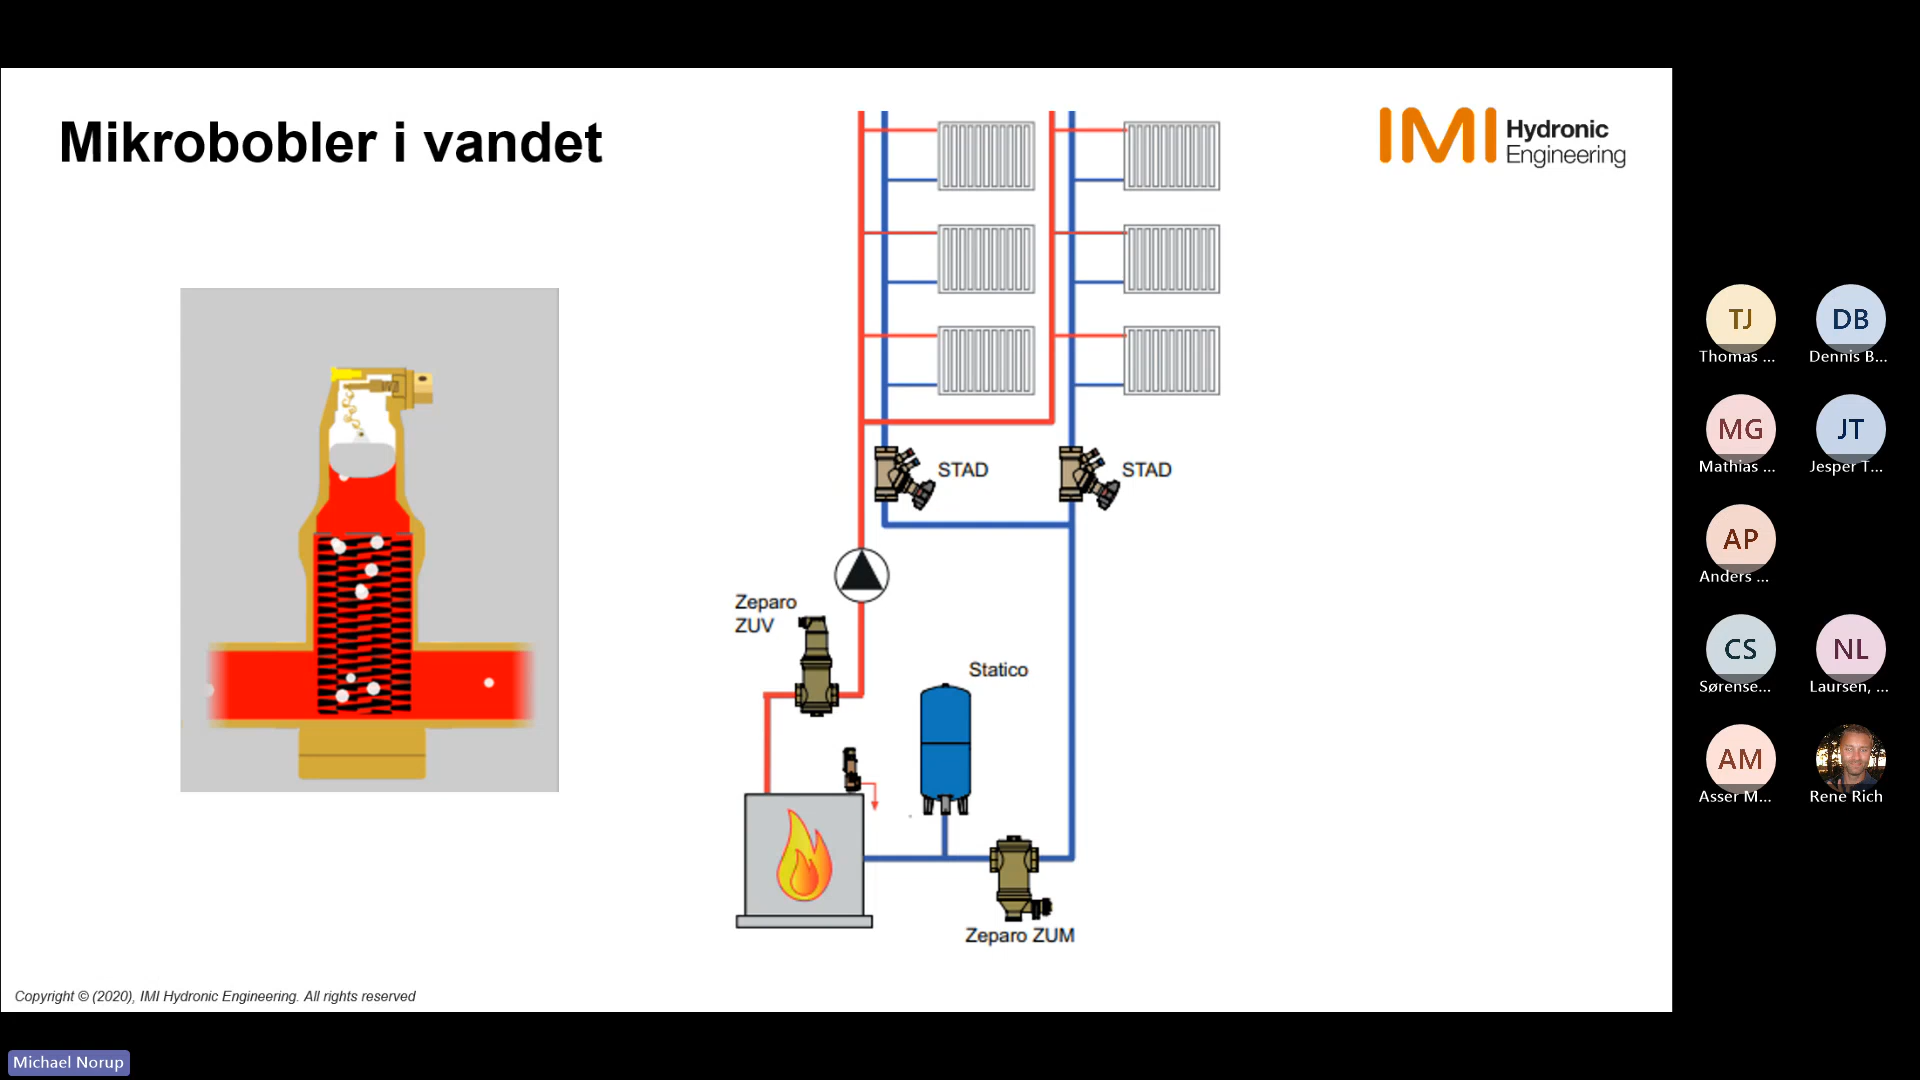 Mikrobobler i vandet
IMI Hydronic
Engineering
STAD
STAD
Zeparo
ZUV
Statico
Zeparo ZUM
Copyright © (2020), IMI Hydronic Engineering. All rights reserved
TJ
Thomas ...
DB
Dennis B...
MG
Mathias ...
JT
Jesper T...
AP
Anders ...
CS
Sørense...
NL
Laursen, ...
AM
Asser M...
Rene Rich
Michael Norup